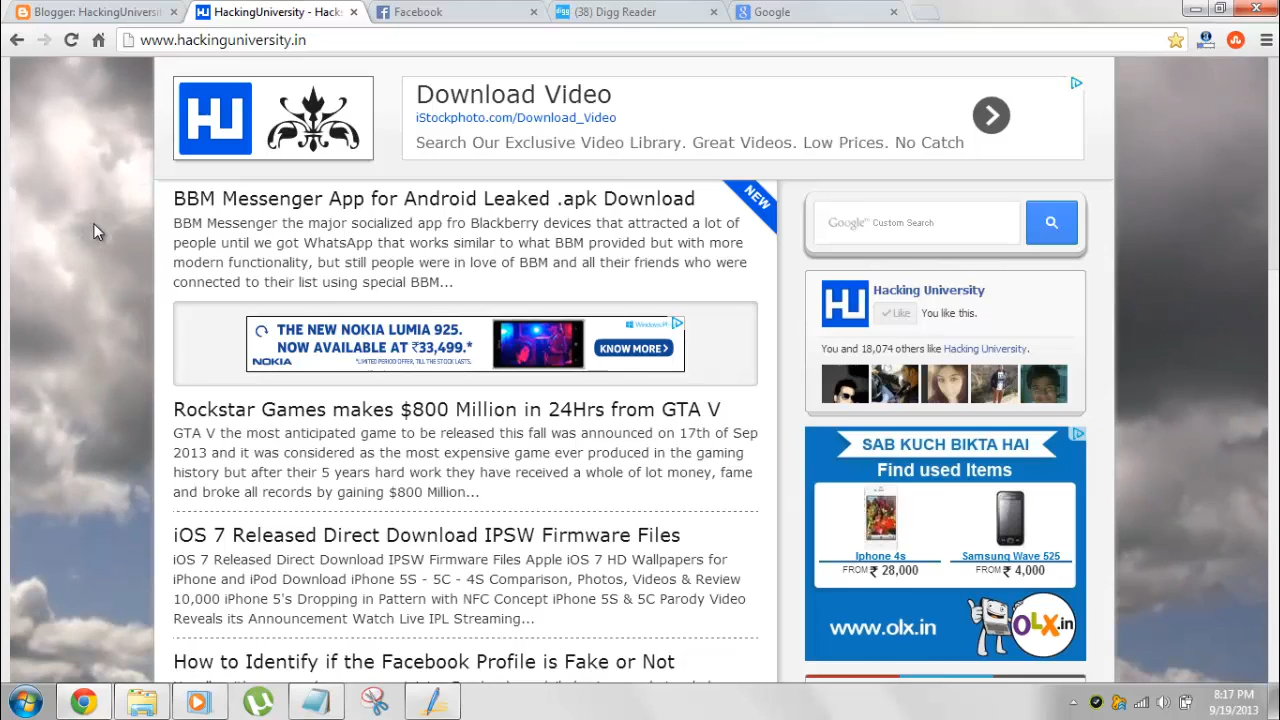 Blogger: HackingUniversi
HackingUniversity - Hacks
Facebook
(38) Digg Reader
Google
www.hackinguniversity.in
HU
Download Video
iStockphoto.com/Download_Video
Search Our Exclusive Video Library. Great Videos. Low Prices. No Catch
BBM Messenger App for Android Leaked .apk Download
NEW
BBM Messenger the major socialized app fro Blackberry devices that attracted a lot of
people until we got WhatsApp that works similar to what BBM provided but with more
modern functionality, but still people were in love of BBM and all their friends who were
connected to their list using special BBM...
Google Custom Search
HU
Hacking University
Like
You like this.
You and 18,074 others like Hacking University.
THE NEW NOKIA LUMIA 925.
NOW AVAILABLE AT ₹33,499.*
NOKIA
*LIMITED PERIOD OFFER, TILL THE STOCK LASTS.
KNOW MORE
Rockstar Games makes $800 Million in 24Hrs from GTA V
GTA V the most anticipated game to be released this fall was announced on 17th of Sep
2013 and it was considered as the most expensive game ever produced in the gaming
history but after their 5 years hard work they have received a whole of lot money, fame
and broke all records by gaining $800 Million...
SAB KUCH BIKTA HAI
Find used Items
Iphone 4s
FROM ₹ 28,000
Samsung Wave 525
FROM ₹ 4,000
www.olx.in
OLX.in
iOS 7 Released Direct Download IPSW Firmware Files
iOS 7 Released Direct Download IPSW Firmware Files Apple iOS 7 HD Wallpapers for
iPhone and iPod Download iPhone 5S - 5C - 4S Comparison, Photos, Videos & Review
10,000 iPhone 5's Dropping in Pattern with NFC Concept iPhone 5S & 5C Parody Video
Reveals its Announcement Watch Live IPL Streaming...
How to Identify if the Facebook Profile is Fake or Not
8:17 PM
9/19/2013